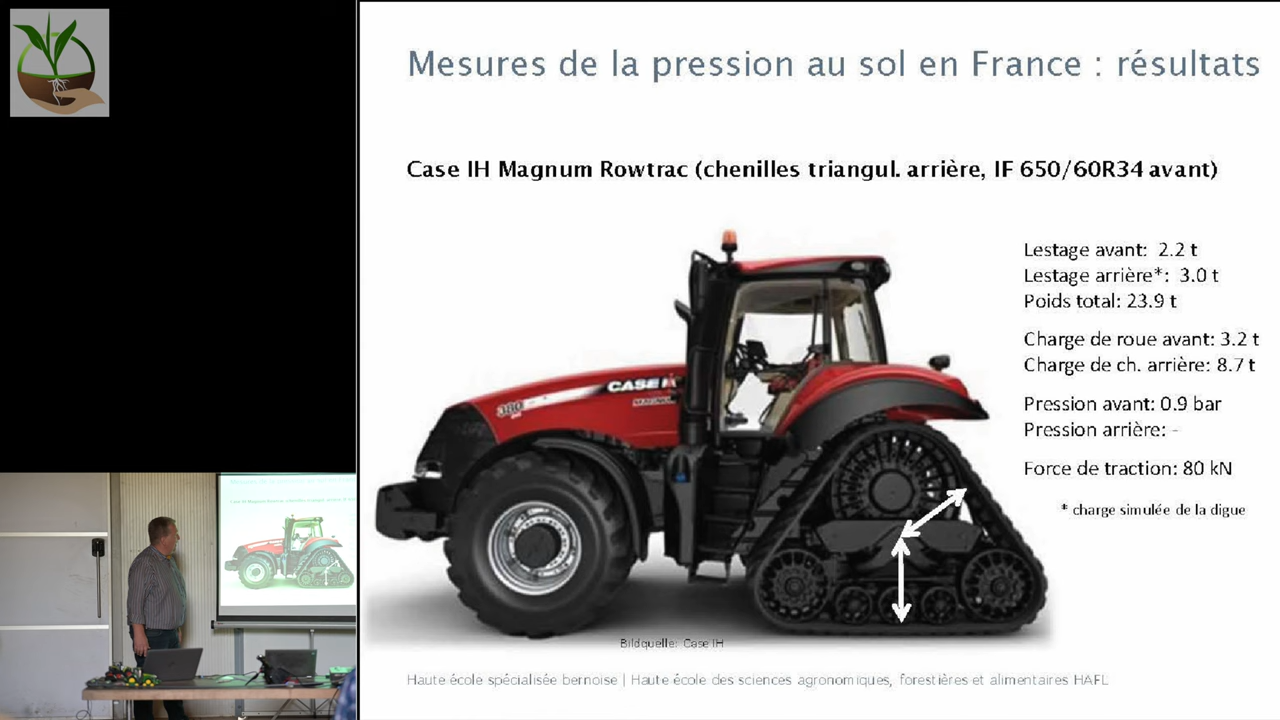 Mesures de la pression au sol en France : résultats
Case IH Magnum Rowtrac (chenilles triangul. arrière, IF 650/60R34 avant)
Lestage avant: 2.2 t
Lestage arrière*: 3.0 t
Poids total: 23.9 t
Charge de roue avant: 3.2 t
Charge de ch. arrière: 8.7 t
Pression avant: 0.9 bar
Pression arrière: -
Force de traction: 80 kN
* charge simulée de la digue
CASE IH
380
MAGNUM
Bildquelle: Case IH
Haute école spécialisée bernoise | Haute école des sciences agronomiques, forestières et alimentaires HAFL